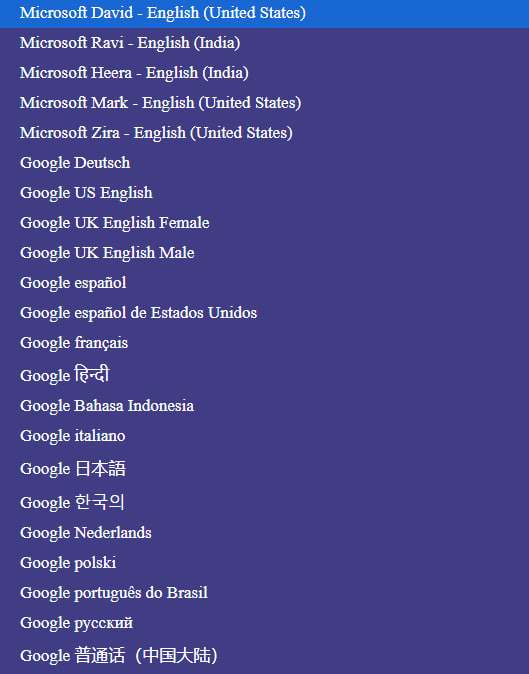 Microsoft David - English (United States)
Microsoft Ravi - English (India)
Microsoft Heera - English (India)
Microsoft Mark - English (United States)
Microsoft Zira - English (United States)
Google Deutsch
Google US English
Google UK English Female
Google UK English Male
Google español
Google español de Estados Unidos
Google français
Google हिन्दी
Google Bahasa Indonesia
Google italiano
Google 日本語
Google 한국의
Google Nederlands
Google polski
Google português do Brasil
Google русский
Google 普通话（中国大陆）